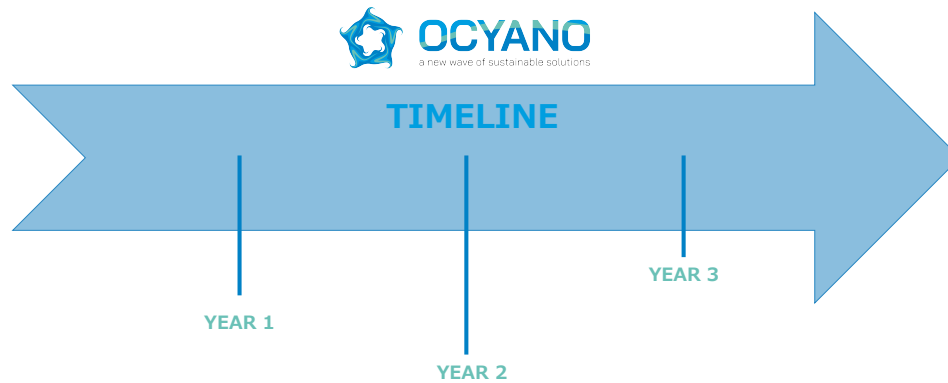 OCYANO
a new wave of sustainable solutions
TIMELINE
YEAR 1
YEAR 2
YEAR 3